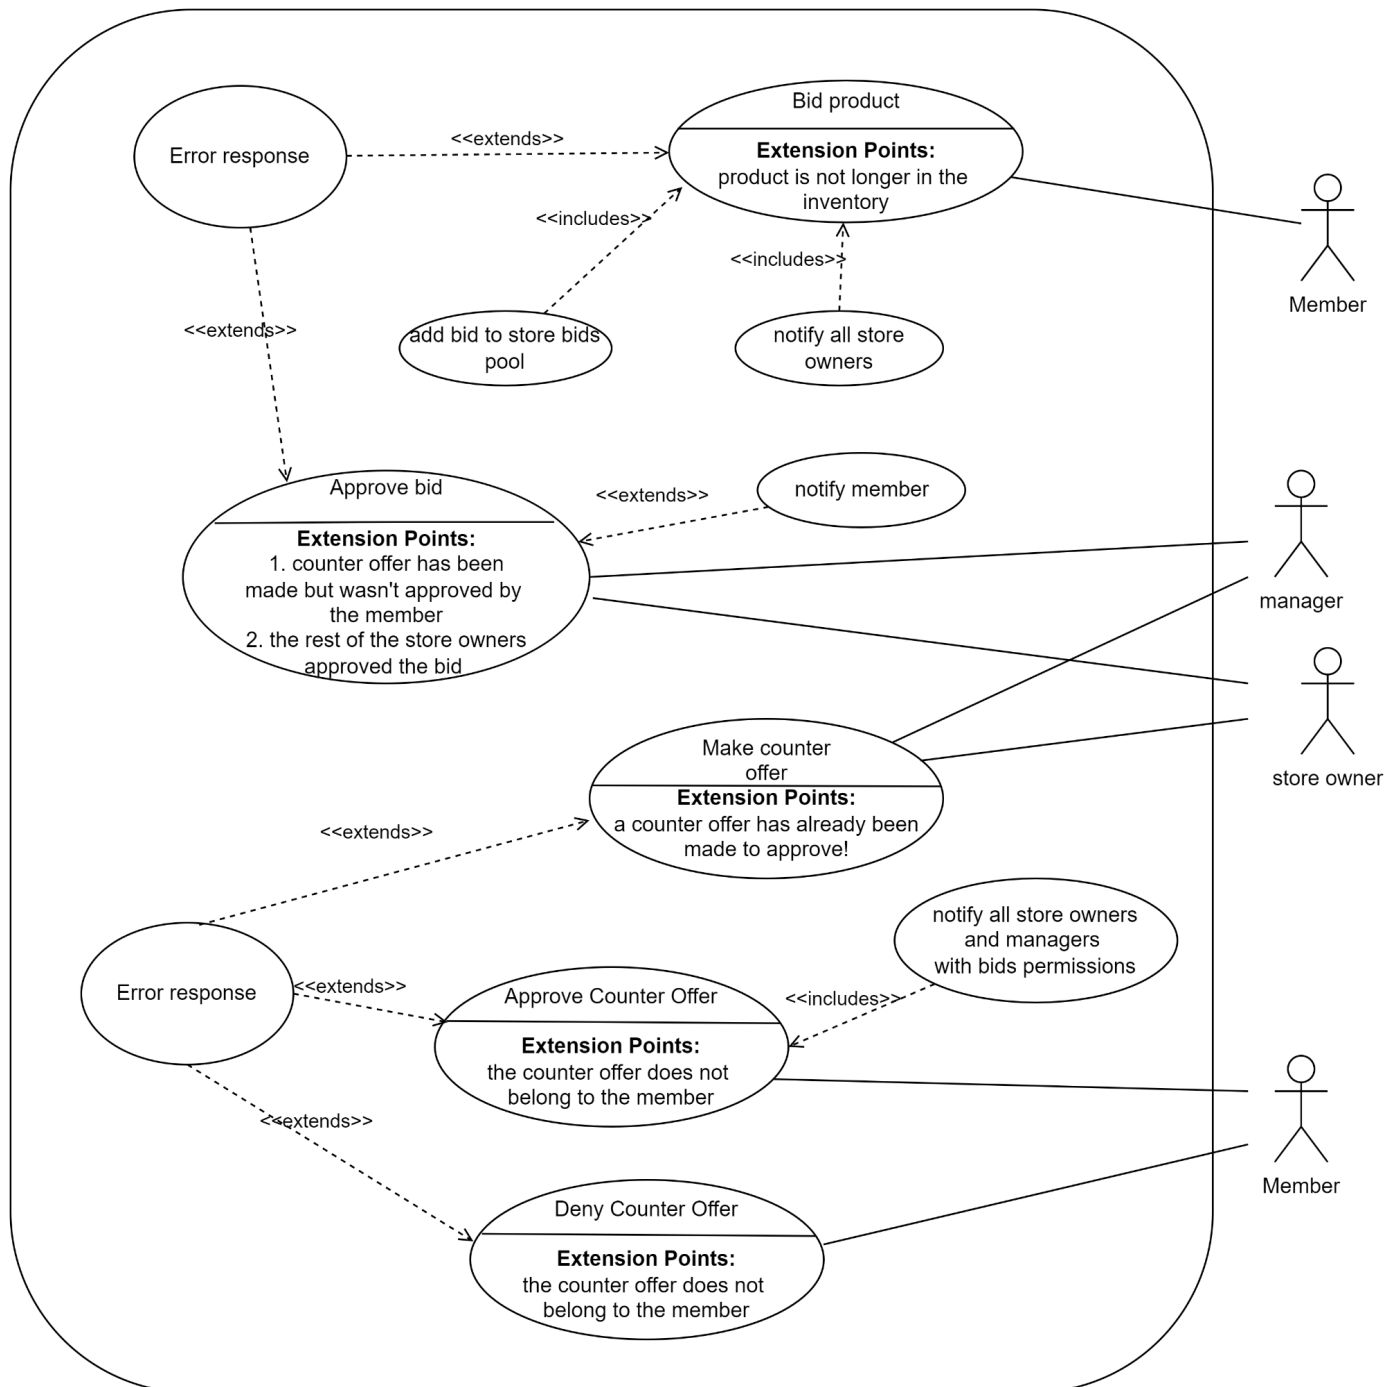 Bid product
Error response
<<extends>>
Extension Points:
product is not longer in the
inventory
<<includes>>
<<includes>>
Member
<<extends>>
add bid to store bids
pool
notify all store
owners
Approve bid
<<extends>>
notify member
Extension Points:
1. counter offer has been
made but wasn't approved by
the member
2. the rest of the store owners
approved the bid
manager
store owner
Make counter
offer
Extension Points:
a counter offer has already been
made to approve!
<<extends>>
notify all store owners
and managers
with bids permissions
Error response
<<extends>>
Approve Counter Offer
<<includes>>
Extension Points:
the counter offer does not
belong to the member
<<extends>>
Member
Deny Counter Offer
Extension Points:
the counter offer does not
belong to the member